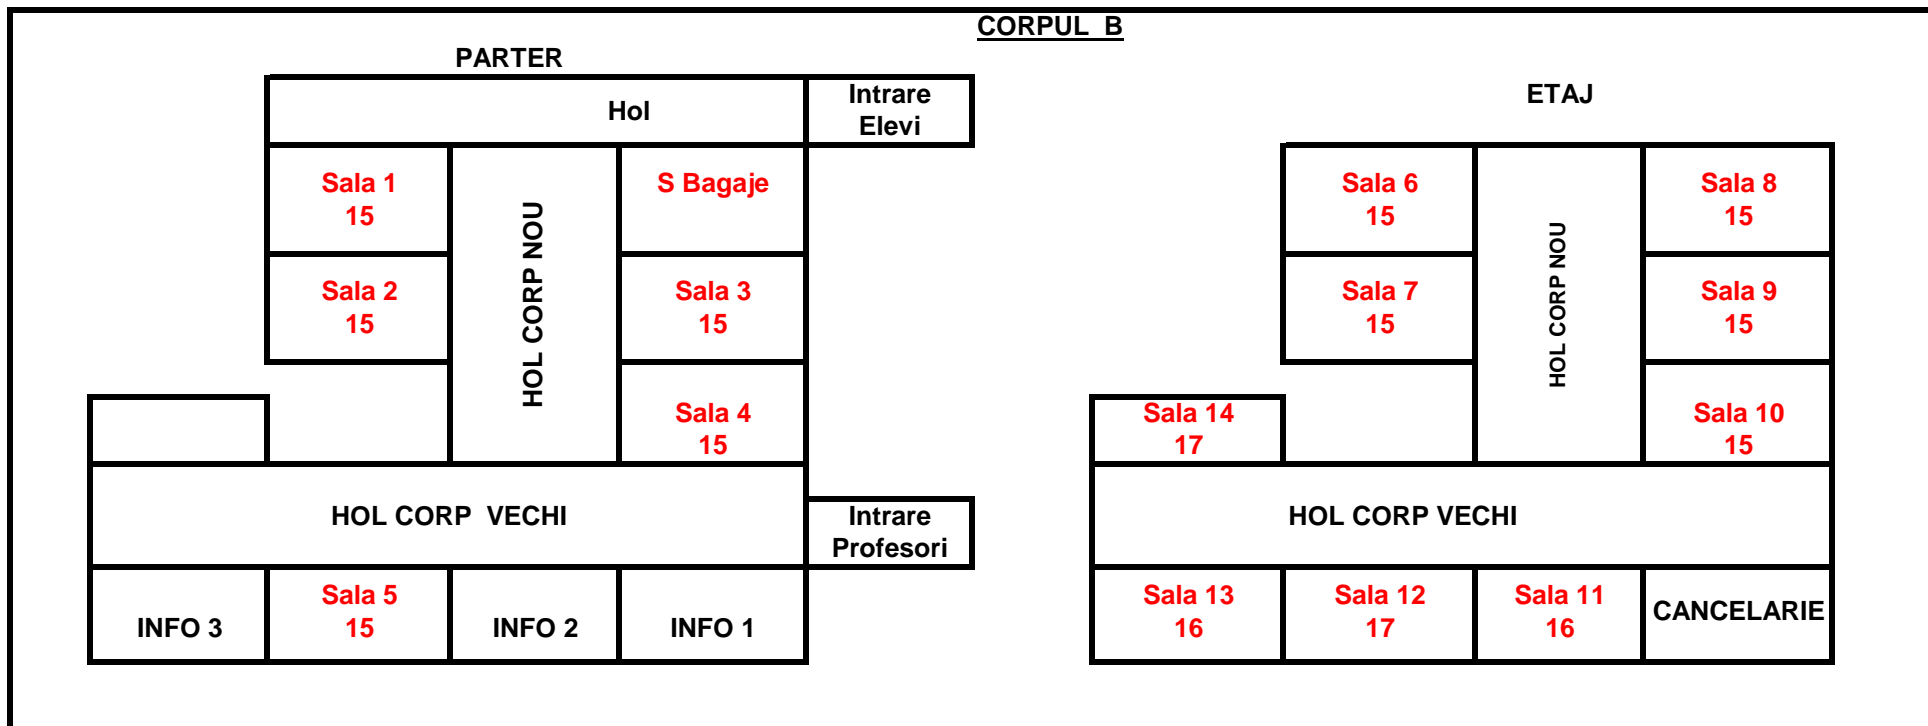 CORPUL B
PARTER
Hol
Intrare
Elevi
Sala 1
15
HOL CORP NOU
S Bagaje
Sala 2
15
Sala 3
15
Sala 4
15
HOL CORP VECHI
Intrare
Profesori
INFO 3
Sala 5
15
INFO 2
INFO 1
ETAJ
Sala 6
15
HOL CORP NOU
Sala 8
15
Sala 7
15
Sala 9
15
Sala 14
17
Sala 10
15
HOL CORP VECHI
Sala 13
16
Sala 12
17
Sala 11
16
CANCELARIE